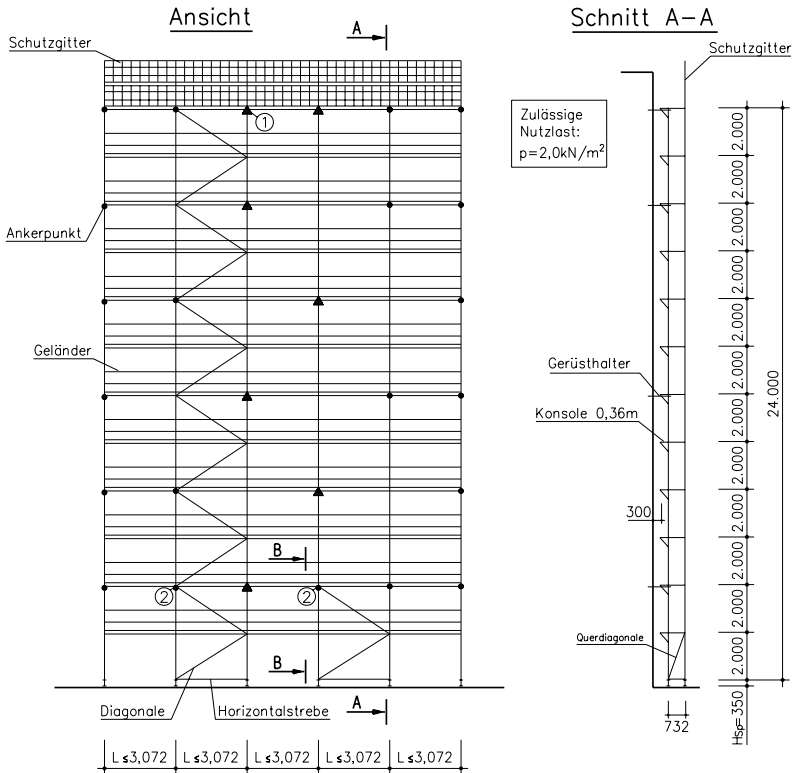 Ansicht
Schnitt A-A
A
Schutzgitter
Schutzgitter
1
Zulässige
Nutzlast:
p=2,0kN/m²
Ankerpunkt
Geländer
Gerüsthalter
Konsole 0,36m
300
B
2
2
B
Querdiagonale
Diagonale
Horizontalstrebe
A
732
2.000
2.000
2.000
2.000
2.000
2.000
2.000
2.000
2.000
2.000
2.000
2.000
24.000
Hsp=350
L≤3,072
L≤3,072
L≤3,072
L≤3,072
L≤3,072